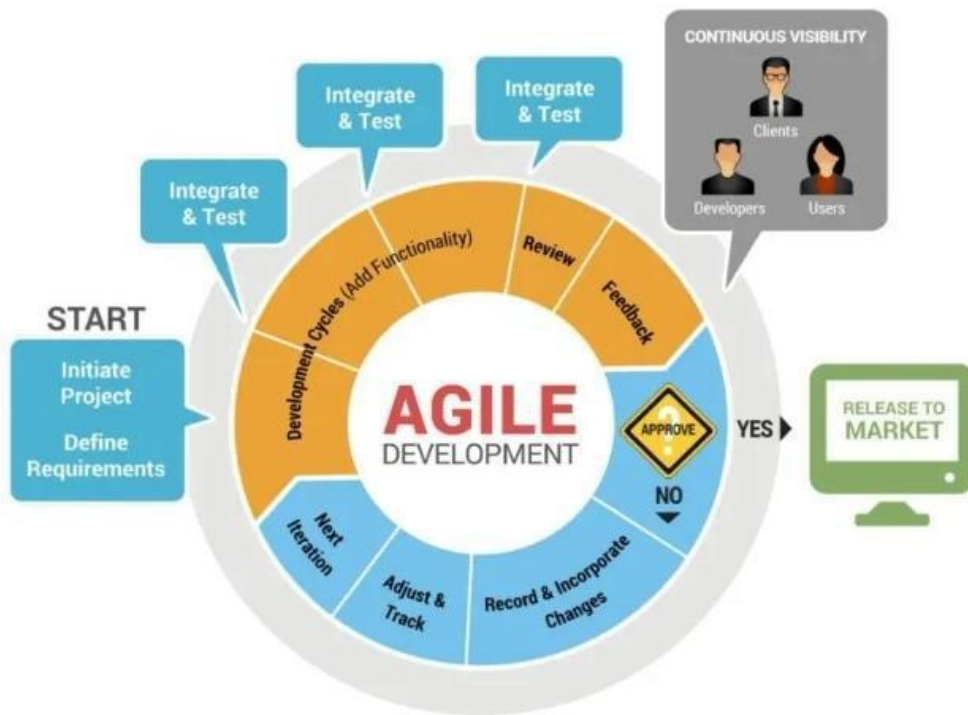 CONTINUOUS VISIBILITY
Clients
Developers
Users
Integrate
& Test
Integrate
& Test
Integrate
& Test
START
Initiate
Project
Define
Requirements
Development Cycles (Add Functionality)
Review
Feedback
AGILE
DEVELOPMENT
?
APPROVE
YES
NO
RELEASE TO
MARKET
Record & Incorporate
Changes
Adjust &
Track
Next
Iteration